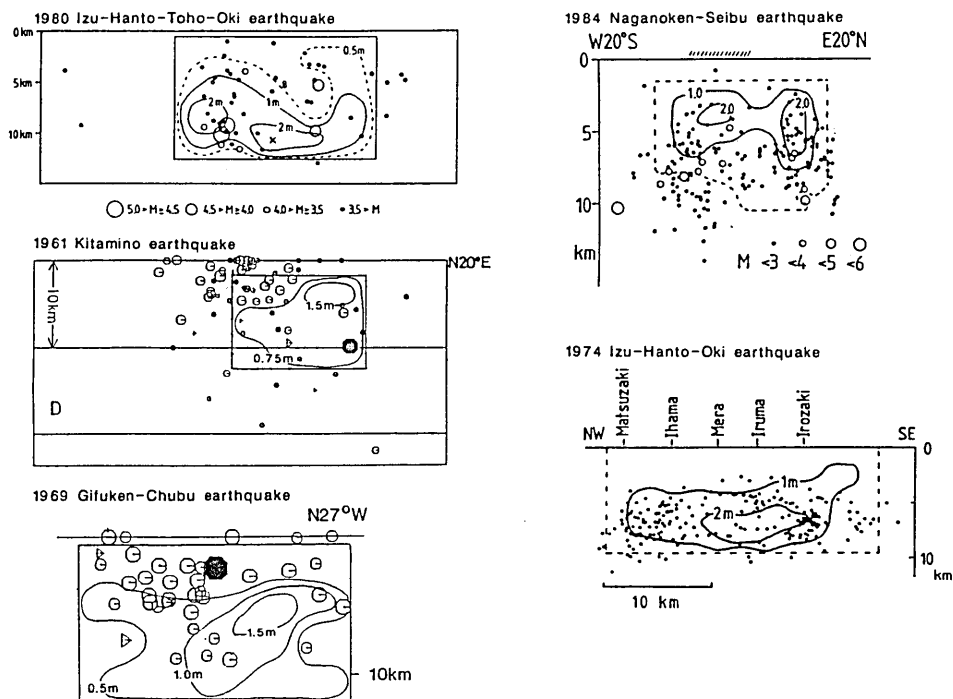 1980 Izu-Hanto-Toho-Oki earthquake
0 km
5km
10km
0.5m
1m
2m
2m
5.0>M≥4.5 4.5>M≥4.0 4.0>M≥3.5 3.5>M
1961 Kitamino earthquake
N20°E
10km
1.5m
0.75m
D
1969 Gifuken-Chubu earthquake
N27°W
1.5m
1.0m
0.5m
10km
1984 Naganoken-Seibu earthquake
W20°S E20°N
0
5
10
km
1.0
2.0
2.0
M <3 <4 <5 <6
1974 Izu-Hanto-Oki earthquake
Matsuzaki
Ihama
Mera
Iruma
Irozaki
NW SE
0
10
km
1m
2m
10 km